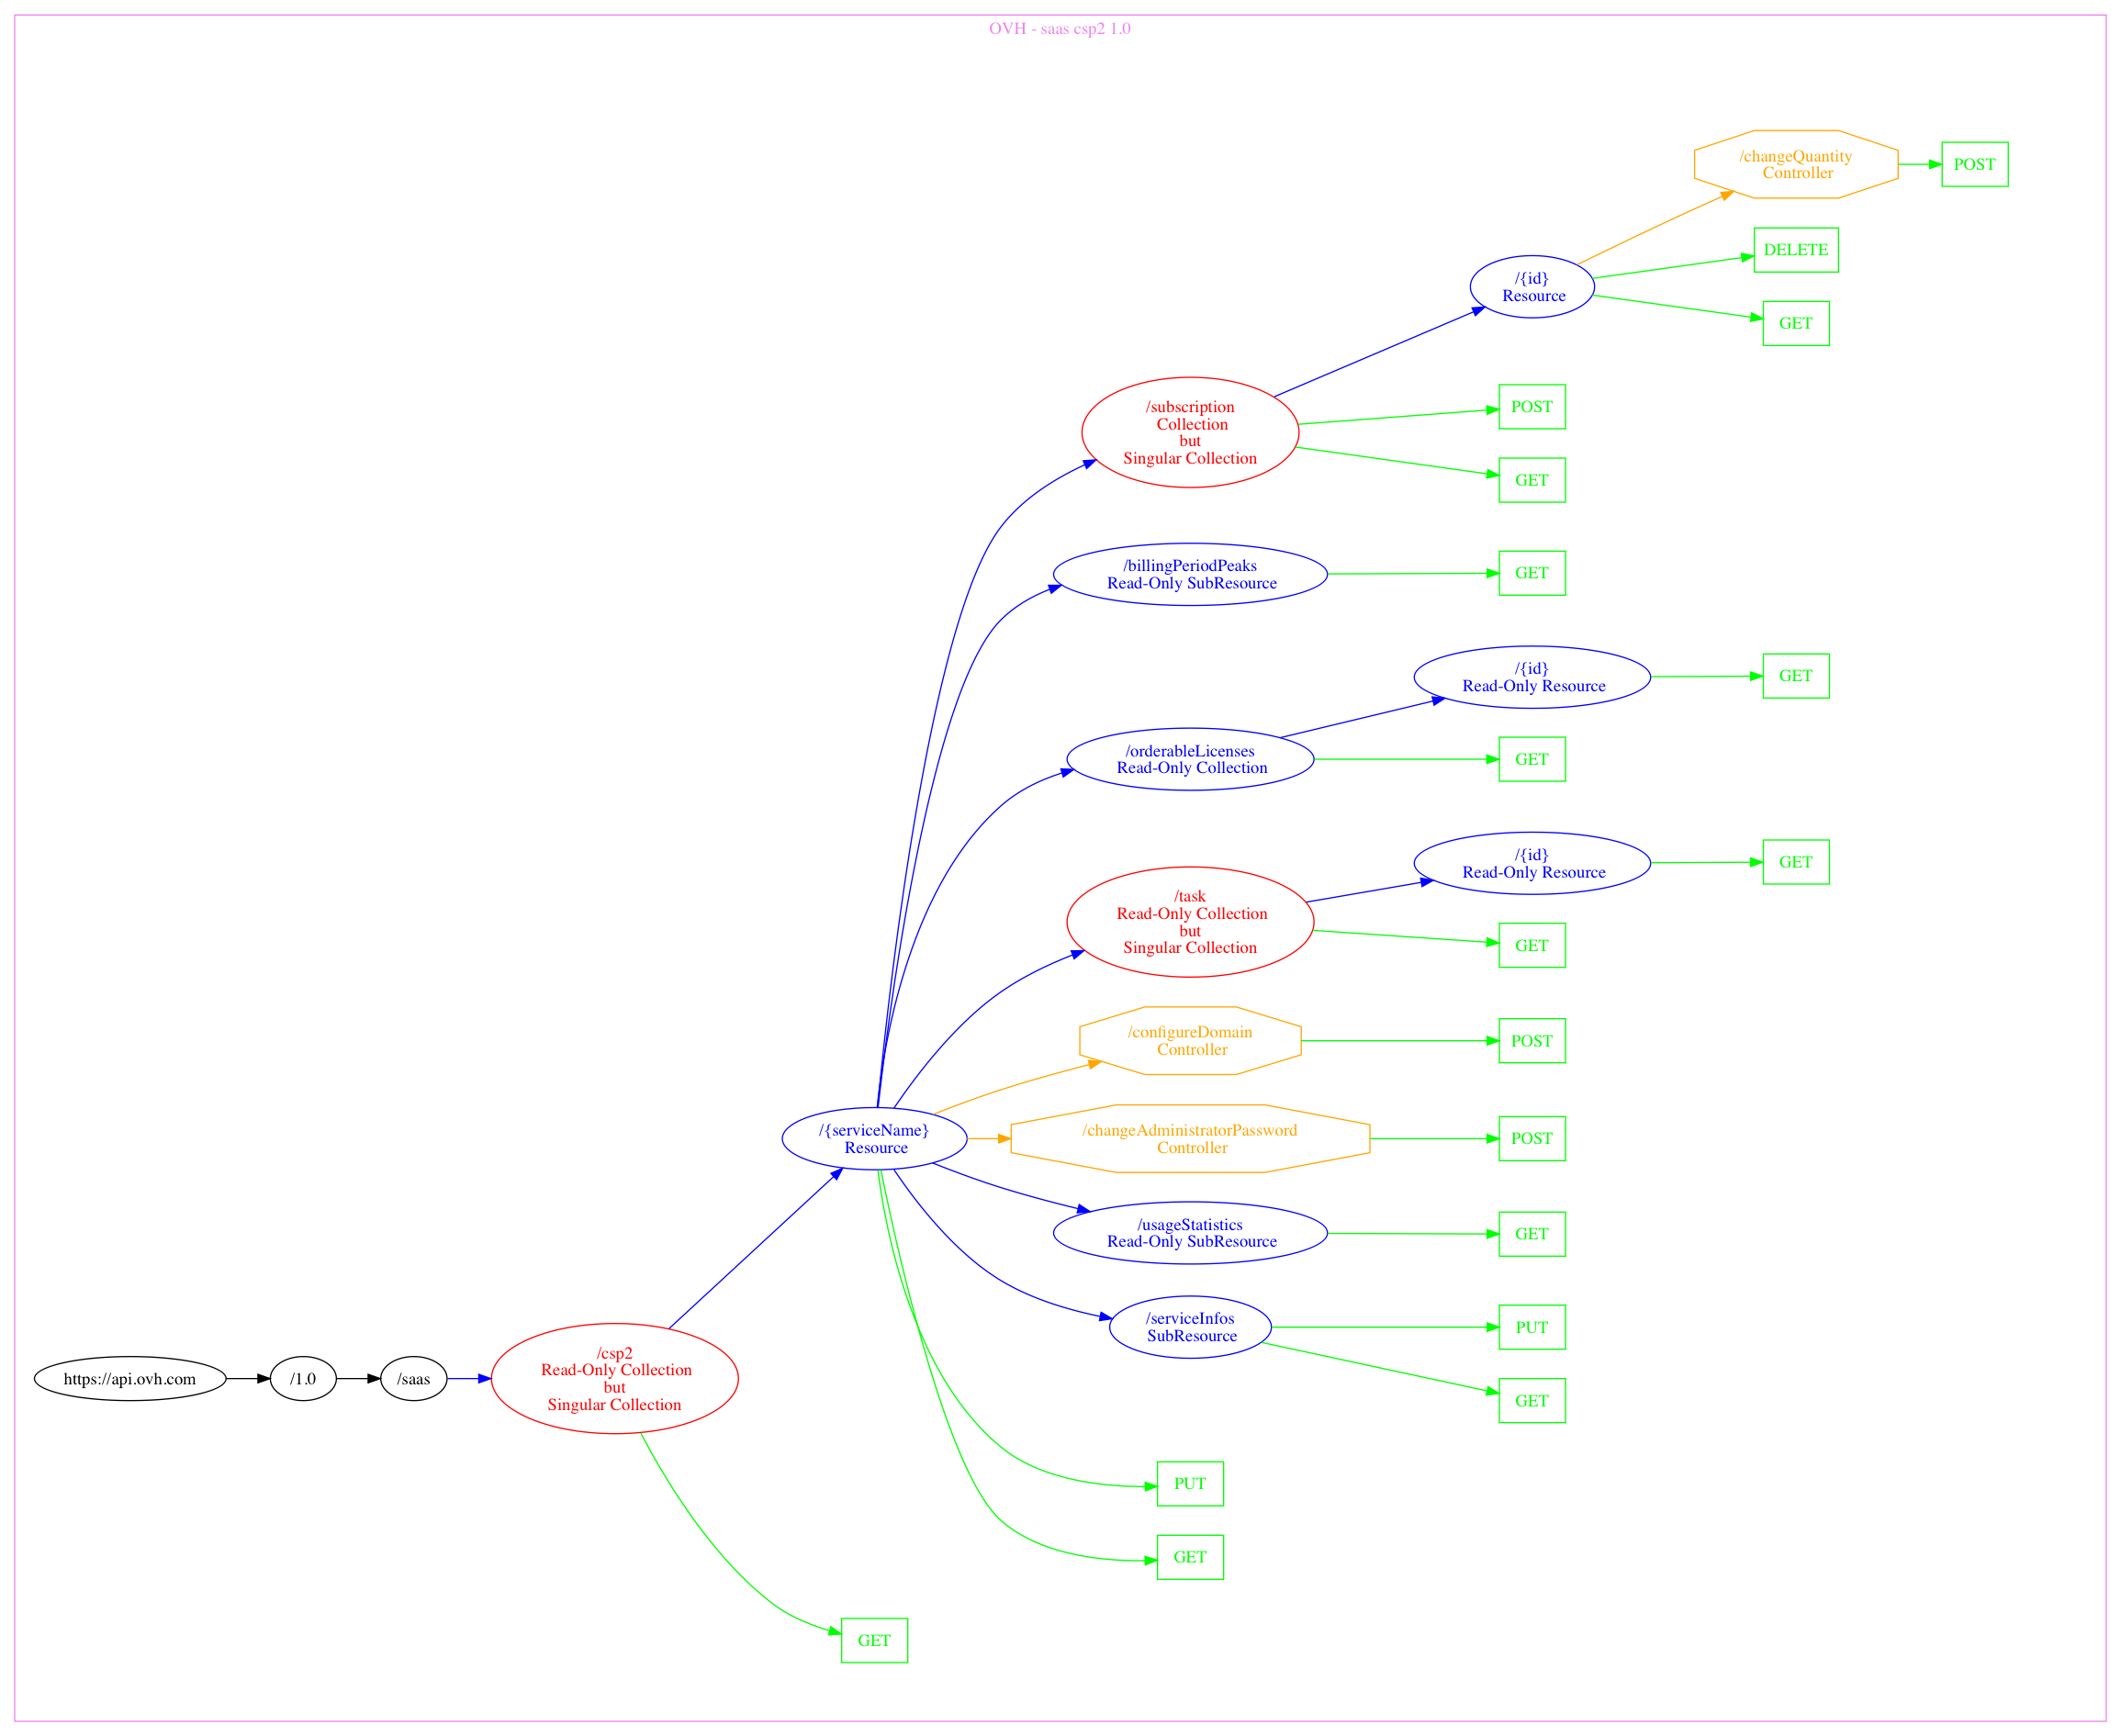 OVH - saas csp2 1.0
/changeQuantity
Controller
POST
DELETE
/{id}
Resource
GET
/subscription
Collection
but
Singular Collection
POST
GET
/billingPeriodPeaks
Read-Only SubResource
GET
/{id}
Read-Only Resource
GET
/orderableLicenses
Read-Only Collection
GET
/{id}
Read-Only Resource
GET
/task
Read-Only Collection
but
Singular Collection
GET
/configureDomain
Controller
POST
/{serviceName}
Resource
/changeAdministratorPassword
Controller
POST
/usageStatistics
Read-Only SubResource
GET
/serviceInfos
SubResource
PUT
GET
https://api.ovh.com
/1.0
/saas
/csp2
Read-Only Collection
but
Singular Collection
PUT
GET
GET